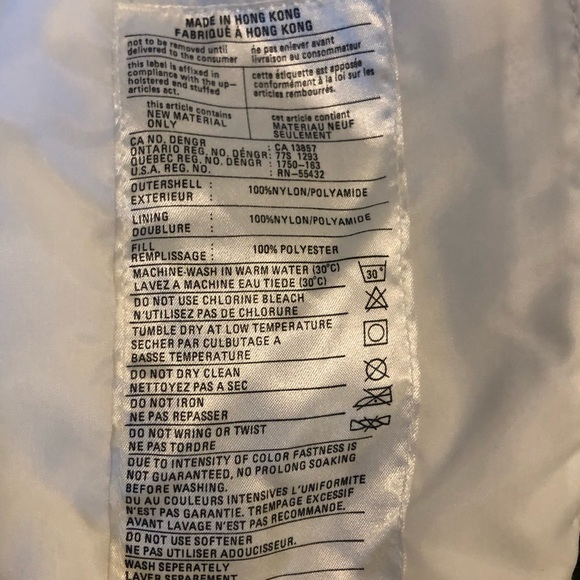 MADE IN HONG KONG
FABRIQUÉ À HONG KONG
not to be removed until
delivered to the consumer
ne pas enlever avant
livraison au consommateur
this label is affixed in
compliance with the up-
holstered and stuffed
articles act.
cette étiquette est apposée
conformément à la loi sur les
articles rembourrés.
this article contains
NEW MATERIAL
ONLY
cet article contient
MATERIAU NEUF
SEULEMENT
CA NO. DENGR : CA 13857
ONTARIO REG. NO. DÉNGR: 77S 1293
QUEBEC REG. NO. DÉNGR : 1750-163
U.S.A. REG. NO. : RN-55432
OUTERSHELL :
EXTERIEUR : 100%NYLON/POLYAMIDE
LINING :
DOUBLURE : 100%NYLON/POLYAMIDE
FILL
REMPLISSAGE: 100% POLYESTER
MACHINE-WASH IN WARM WATER (30°C)
LAVEZ A MACHINE EAU TIEDE (30°C)
30°
DO NOT USE CHLORINE BLEACH
N'UTILISEZ PAS DE CHLORURE
TUMBLE DRY AT LOW TEMPERATURE
SECHER PAR CULBUTAGE A
BASSE TEMPERATURE
DO NOT DRY CLEAN
NETTOYEZ PAS A SEC
DO NOT IRON
NE PAS REPASSER
DO NOT WRING OR TWIST
NE PAS TORDRE
DUE TO INTENSITY OF COLOR FASTNESS IS
NOT GUARANTEED, NO PROLONG SOAKING
BEFORE WASHING.
DU AU COULEURS INTENSIVES L'UNIFORMITE
N'EST PAS GARANTIE. TREMPAGE EXCESSIF
AVANT LAVAGE N'EST PAS RECOMMANDE.
DO NOT USE SOFTENER
NE PAS UTILISER ADOUCISSEUR.
WASH SEPERATELY
LAVER SEPAREMENT